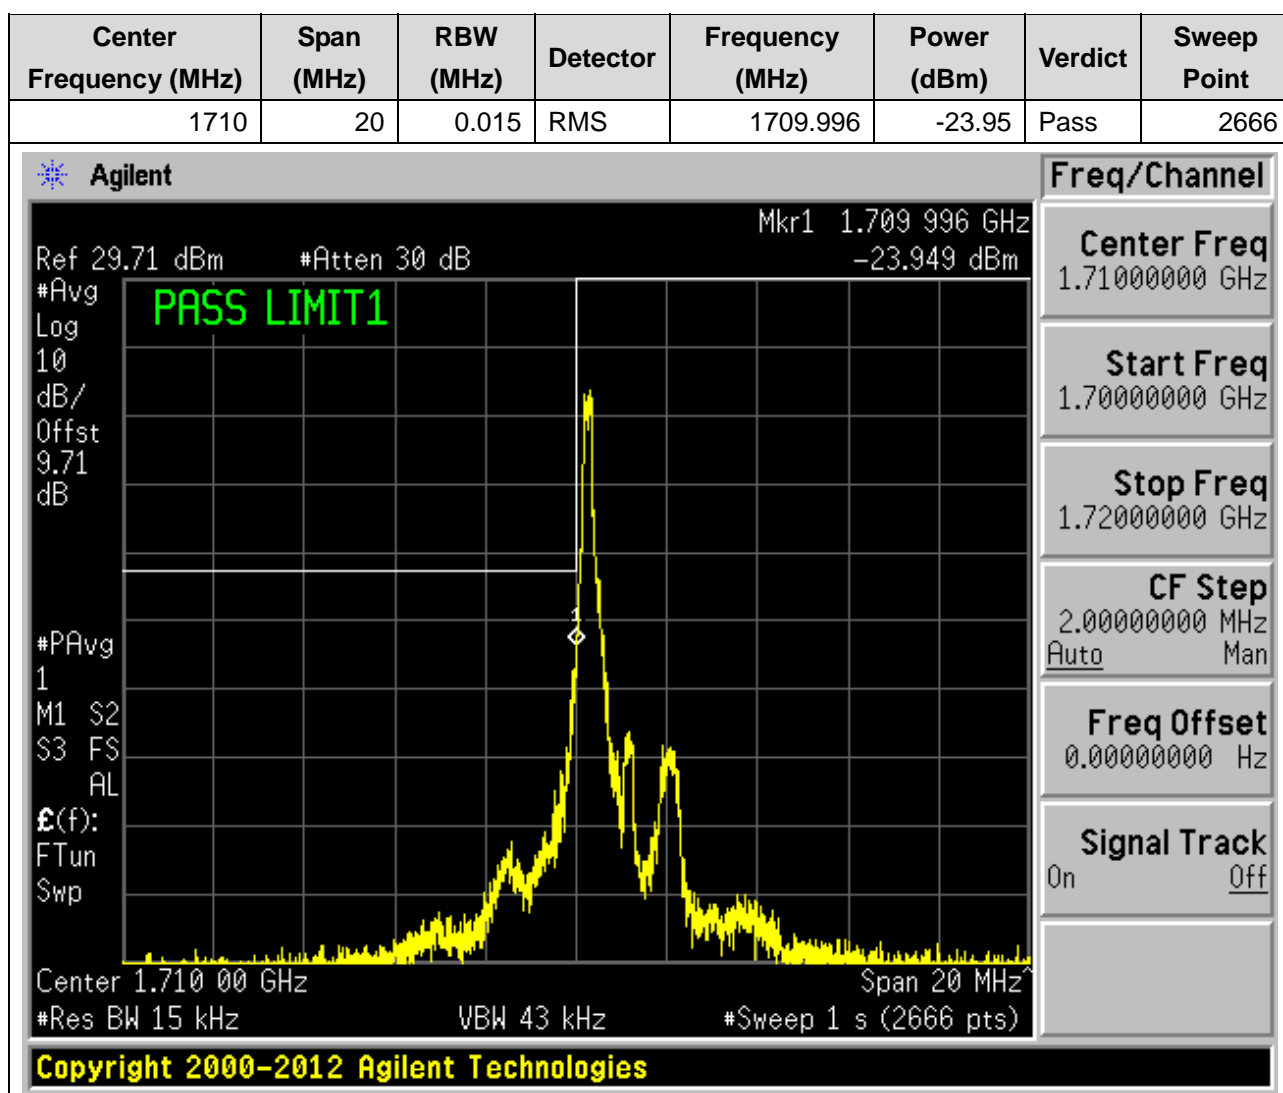 Center Frequency (MHz) Span (MHz) RBW (MHz) Detector Frequency (MHz) Power (dBm) Verdict Sweep Point
1710 20 0.015 RMS 1709.996 -23.95 Pass 2666
Agilent
Freq/Channel
Mkr1 1.709 996 GHz
Ref 29.71 dBm #Atten 30 dB -23.949 dBm
#Avg
Log
10
dB/
Offst
9.71
dB
PASS LIMIT1
1
#PAvg
1
M1 S2
S3 FS
AL
£(f):
FTun
Swp
Center 1.710 00 GHz Span 20 MHz^
#Res BW 15 kHz VBW 43 kHz #Sweep 1 s (2666 pts)
Center Freq
1.71000000 GHz
Start Freq
1.70000000 GHz
Stop Freq
1.72000000 GHz
CF Step
2.00000000 MHz
Auto Man
Freq Offset
0.00000000 Hz
Signal Track
On Off
Copyright 2000-2012 Agilent Technologies